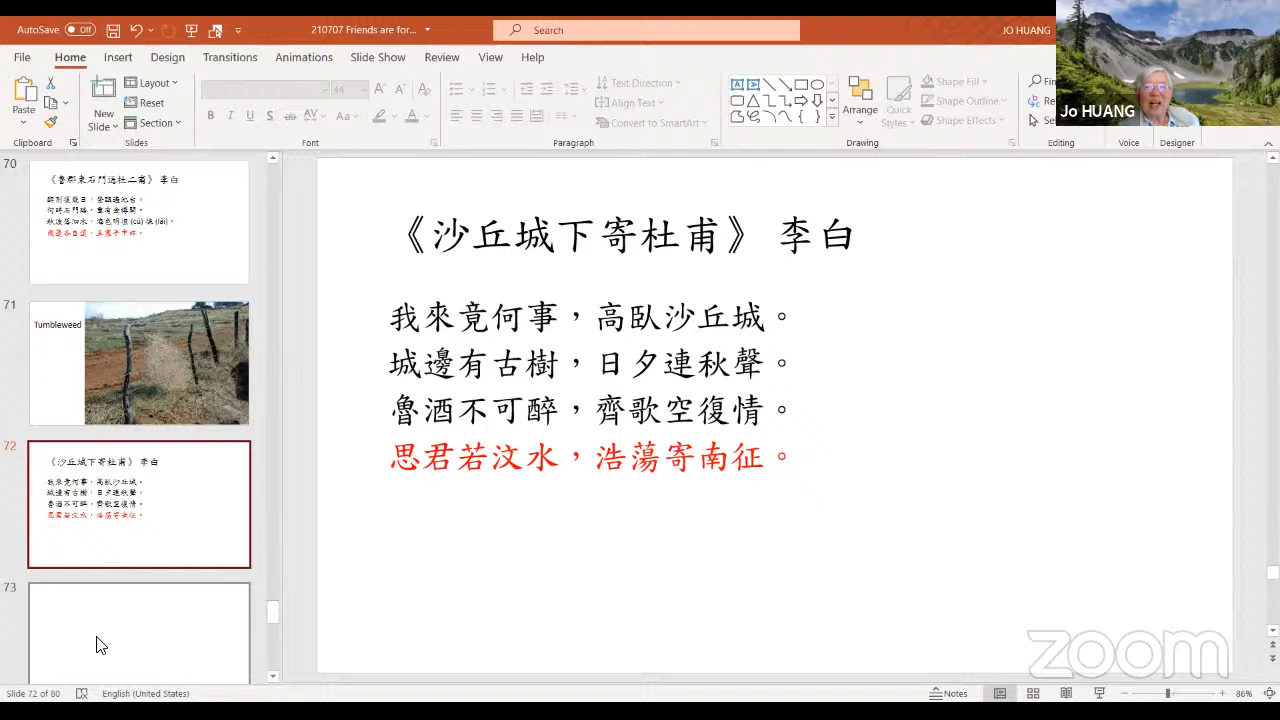 AutoSave
Off
210707 Friends are for...
Search
JO HUANG
File
Home
Insert
Design
Transitions
Animations
Slide Show
Review
View
Help
Paste
New
Slide
Layout
Reset
Section
44
Text Direction
Align Text
Convert to SmartArt
Arrange
Quick
Styles
Shape Fill
Shape Outline
Shape Effects
Jo HUANG
Clipboard
Slides
Font
Paragraph
Drawing
Editing
Voice
Designer
70
71
Tumbleweed
72
《沙丘城下寄杜甫》 李白
我來竟何事,高臥沙丘城。
城邊有古樹,日夕連秋聲。
魯酒不可醉,齊歌空復情。
思君若汶水,浩蕩寄南征。
73
《沙丘城下寄杜甫》 李白
我來竟何事,高臥沙丘城。
城邊有古樹,日夕連秋聲。
魯酒不可醉,齊歌空復情。
思君若汶水,浩蕩寄南征。
zoom
Slide 72 of 80
English (United States)
Notes
86%